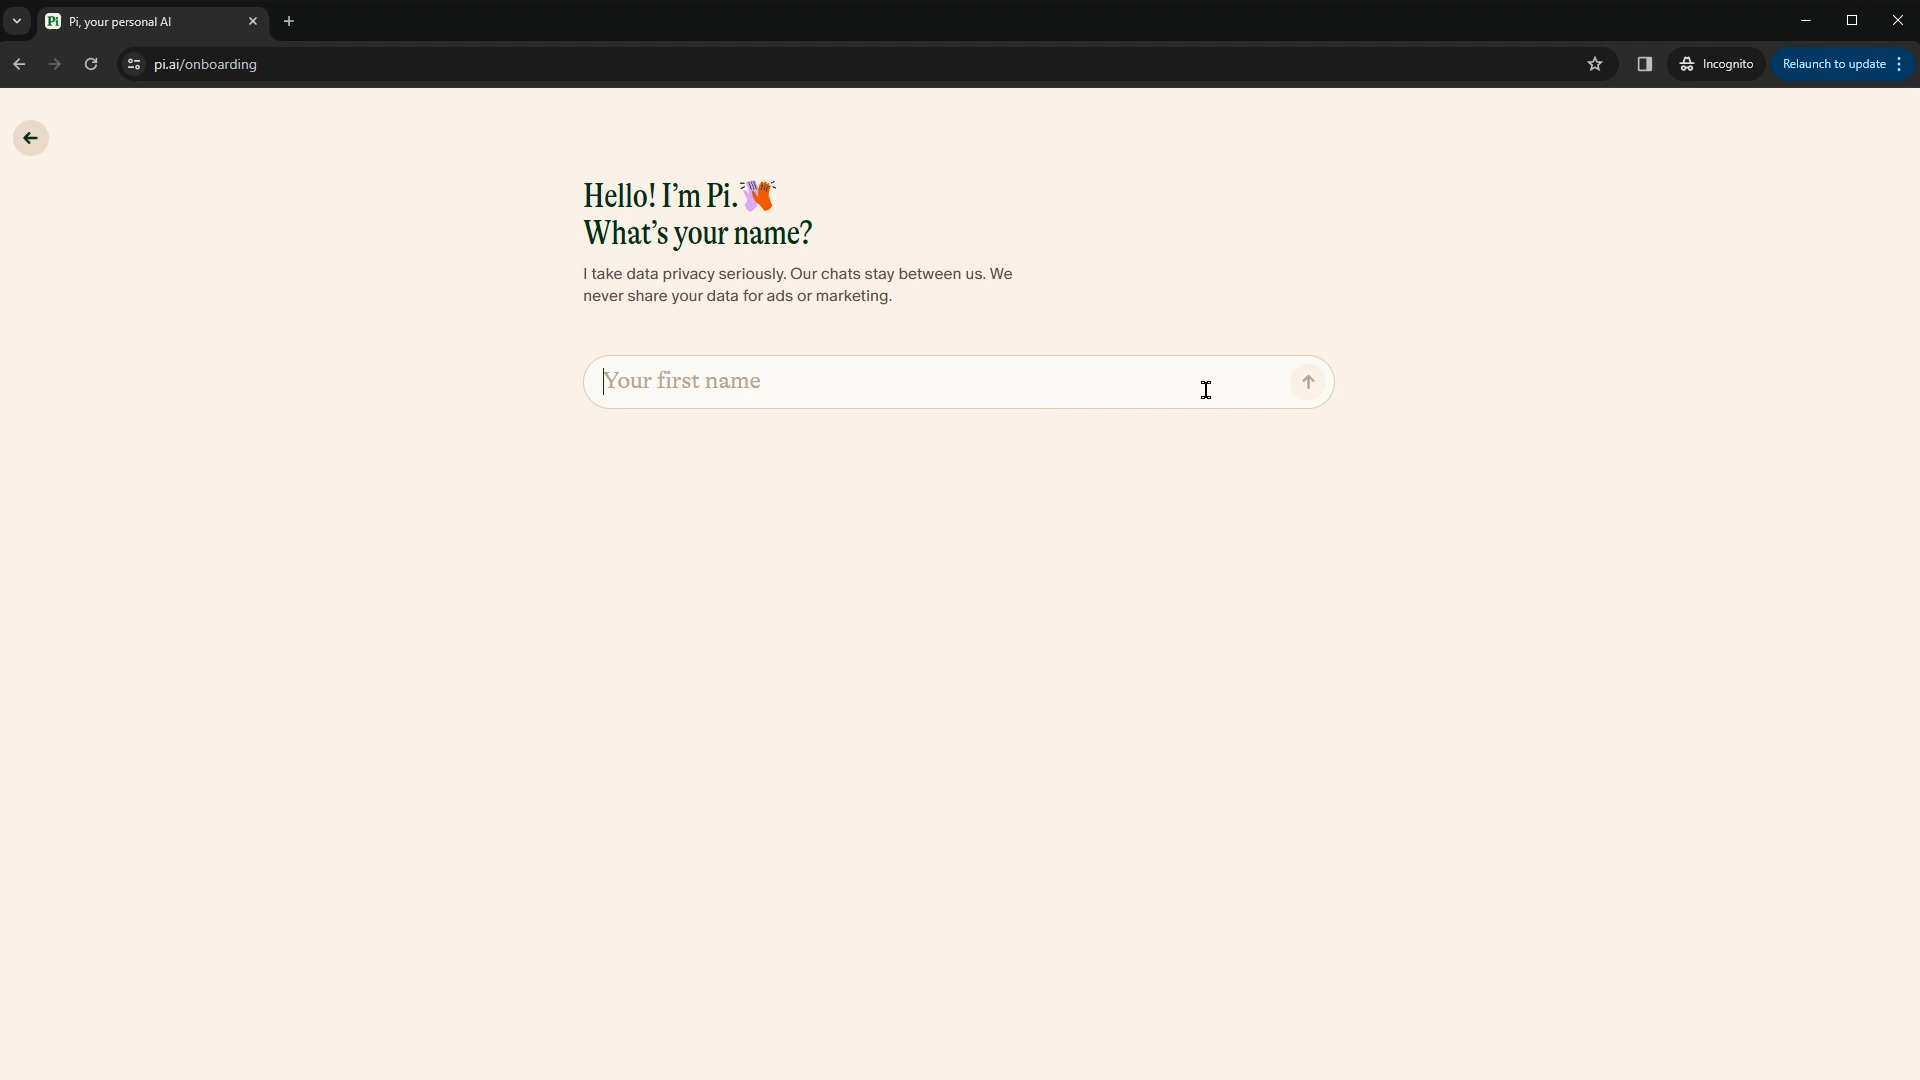 Pi Pi, your personal AI
pi.ai/onboarding
Incognito
Relaunch to update
Hello! I'm Pi.
What's your name?
I take data privacy seriously. Our chats stay between us. We
never share your data for ads or marketing.
Your first name